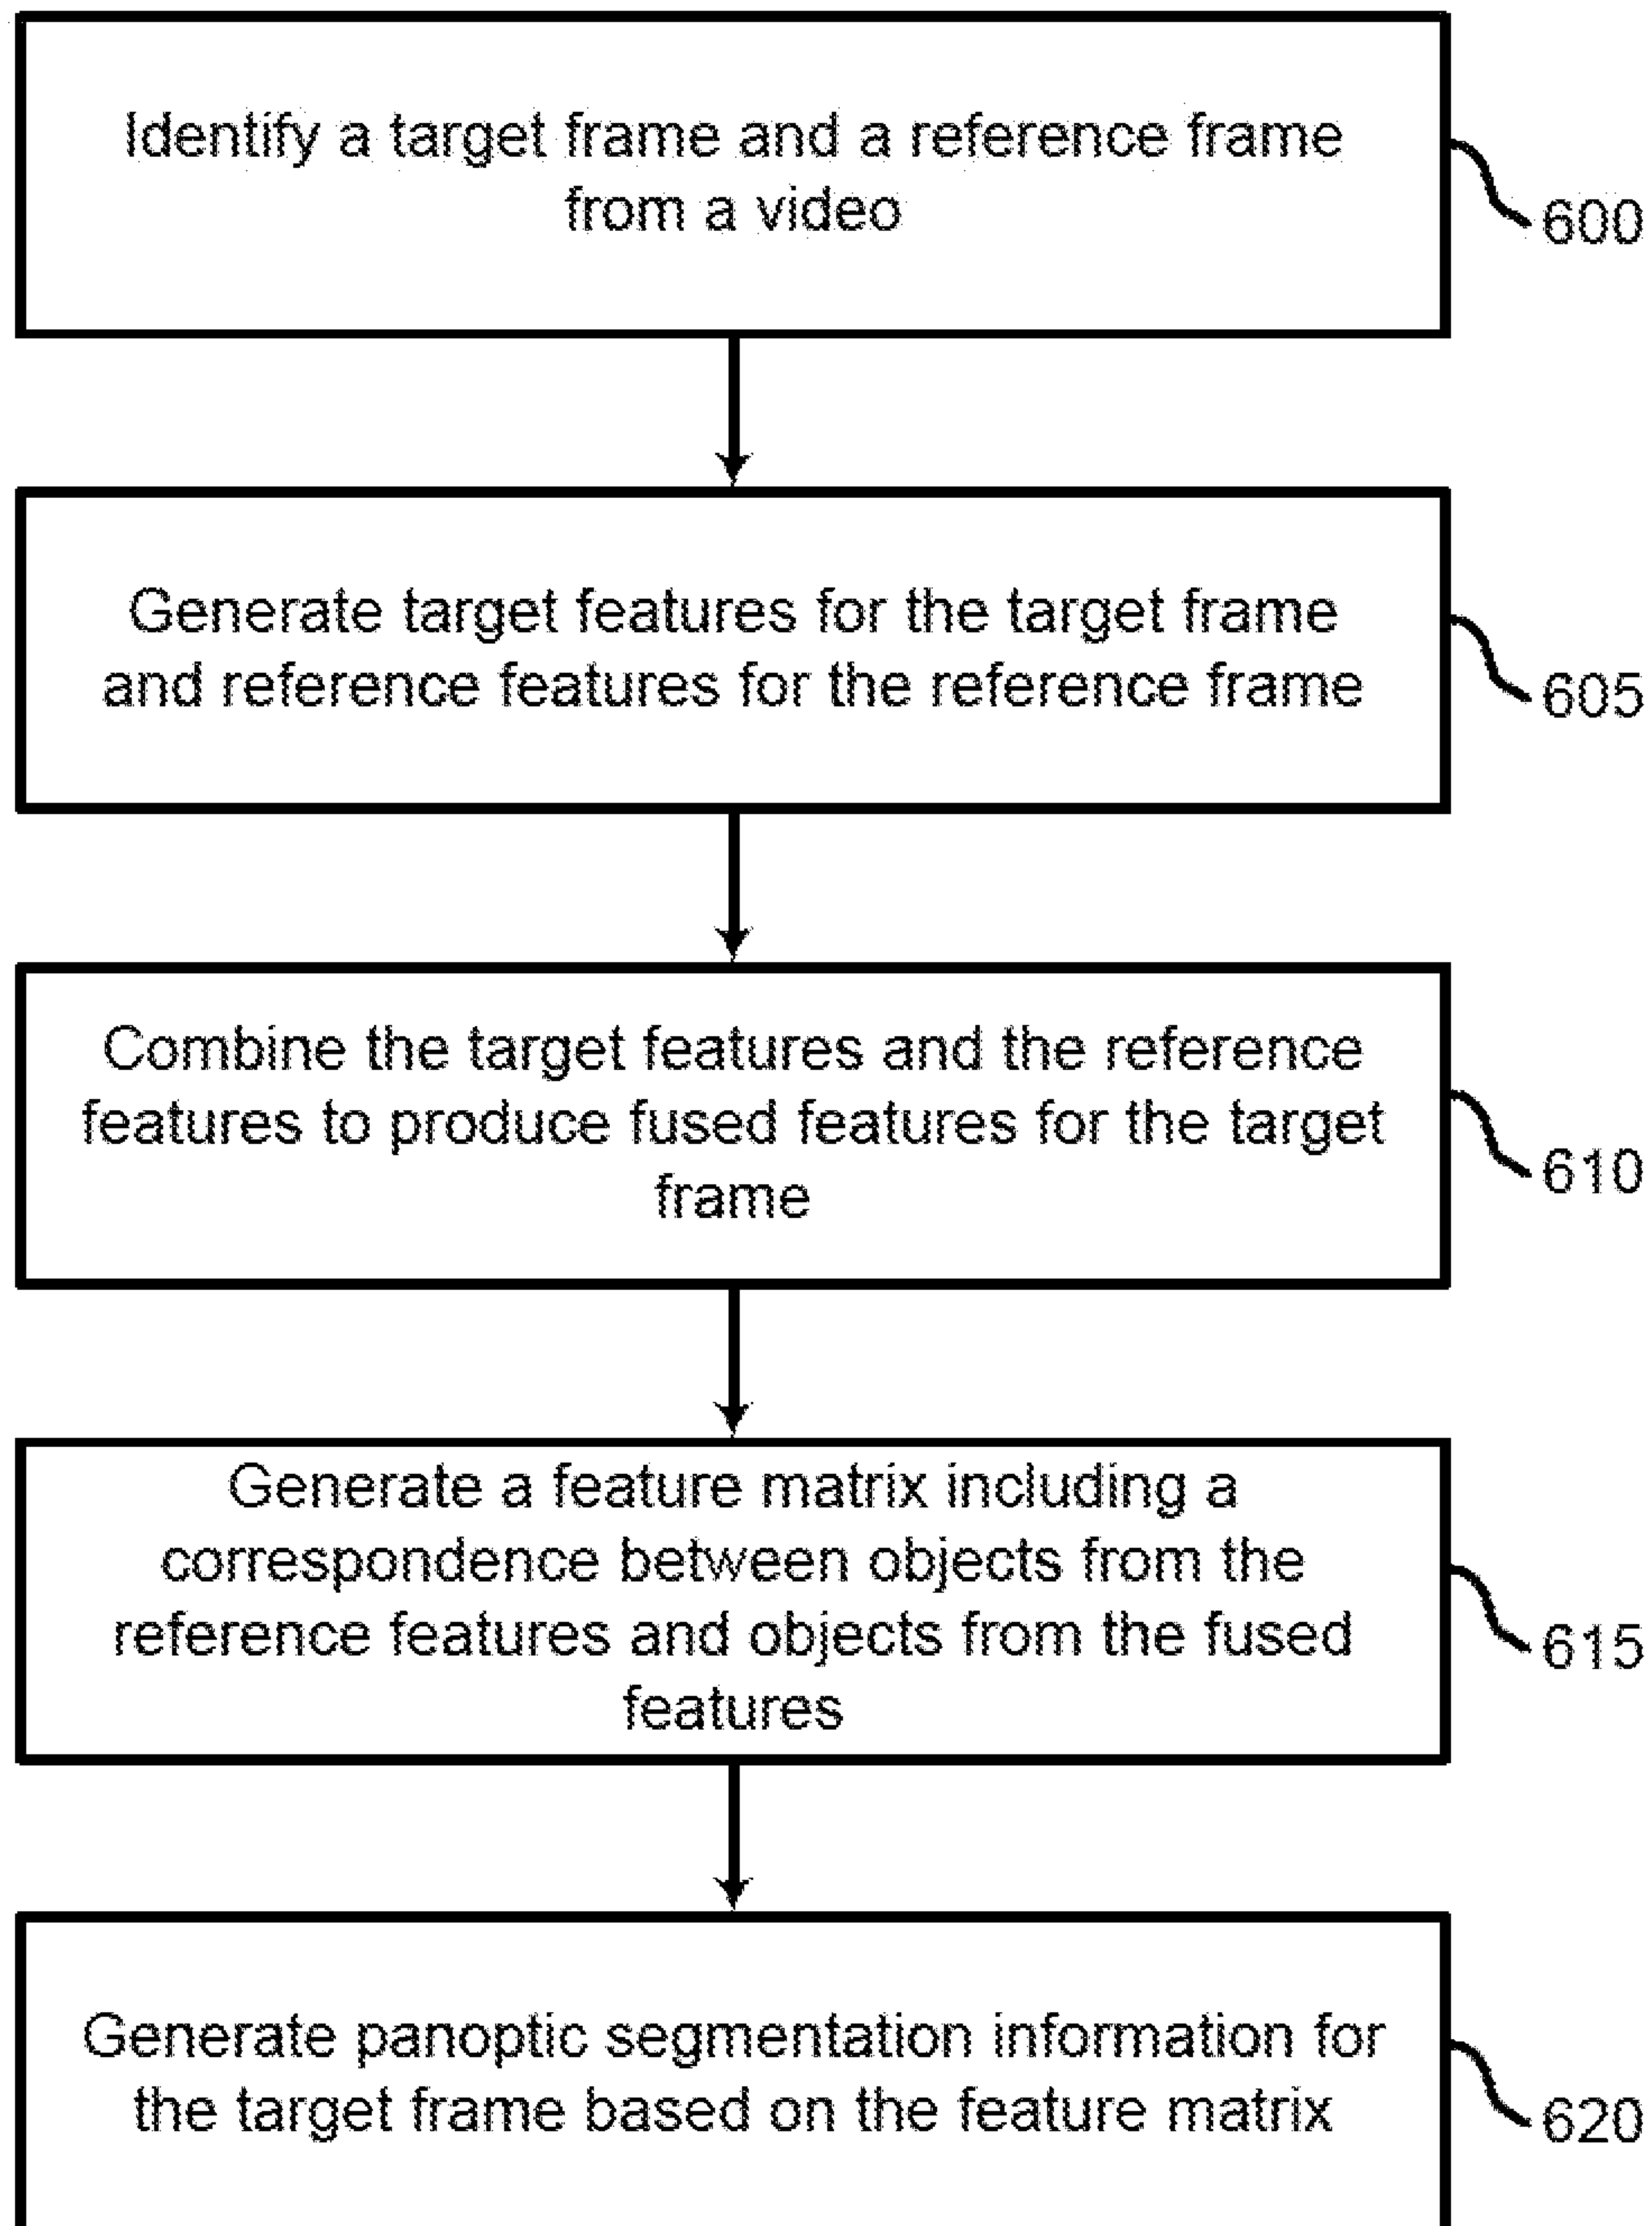 Identify a target frame and a reference frame
from a video
600
Generate target features for the target frame
and reference features for the reference frame
605
Combine the target features and the reference
features to produce fused features for the target
frame
610
Generate a feature matrix including a
correspondence between objects from the
reference features and objects from the fused
features
615
Generate panoptic segmentation information for
the target frame based on the feature matrix
620